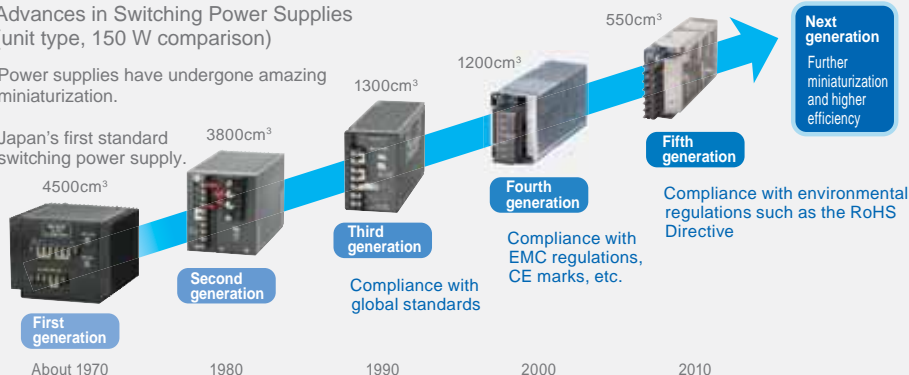 Advances in Switching Power Supplies
(unit type, 150 W comparison)
Power supplies have undergone amazing
miniaturization.
Japan's first standard
switching power supply.
4500cm³
3800cm³
1300cm³
1200cm³
550cm³
First
generation
Second
generation
Third
generation
Fourth
generation
Fifth
generation
Next
generation
Further
miniaturization
and higher
efficiency
Compliance with
global standards
Compliance with
EMC regulations,
CE marks, etc.
Compliance with environmental
regulations such as the RoHS
Directive
About 1970
1980
1990
2000
2010